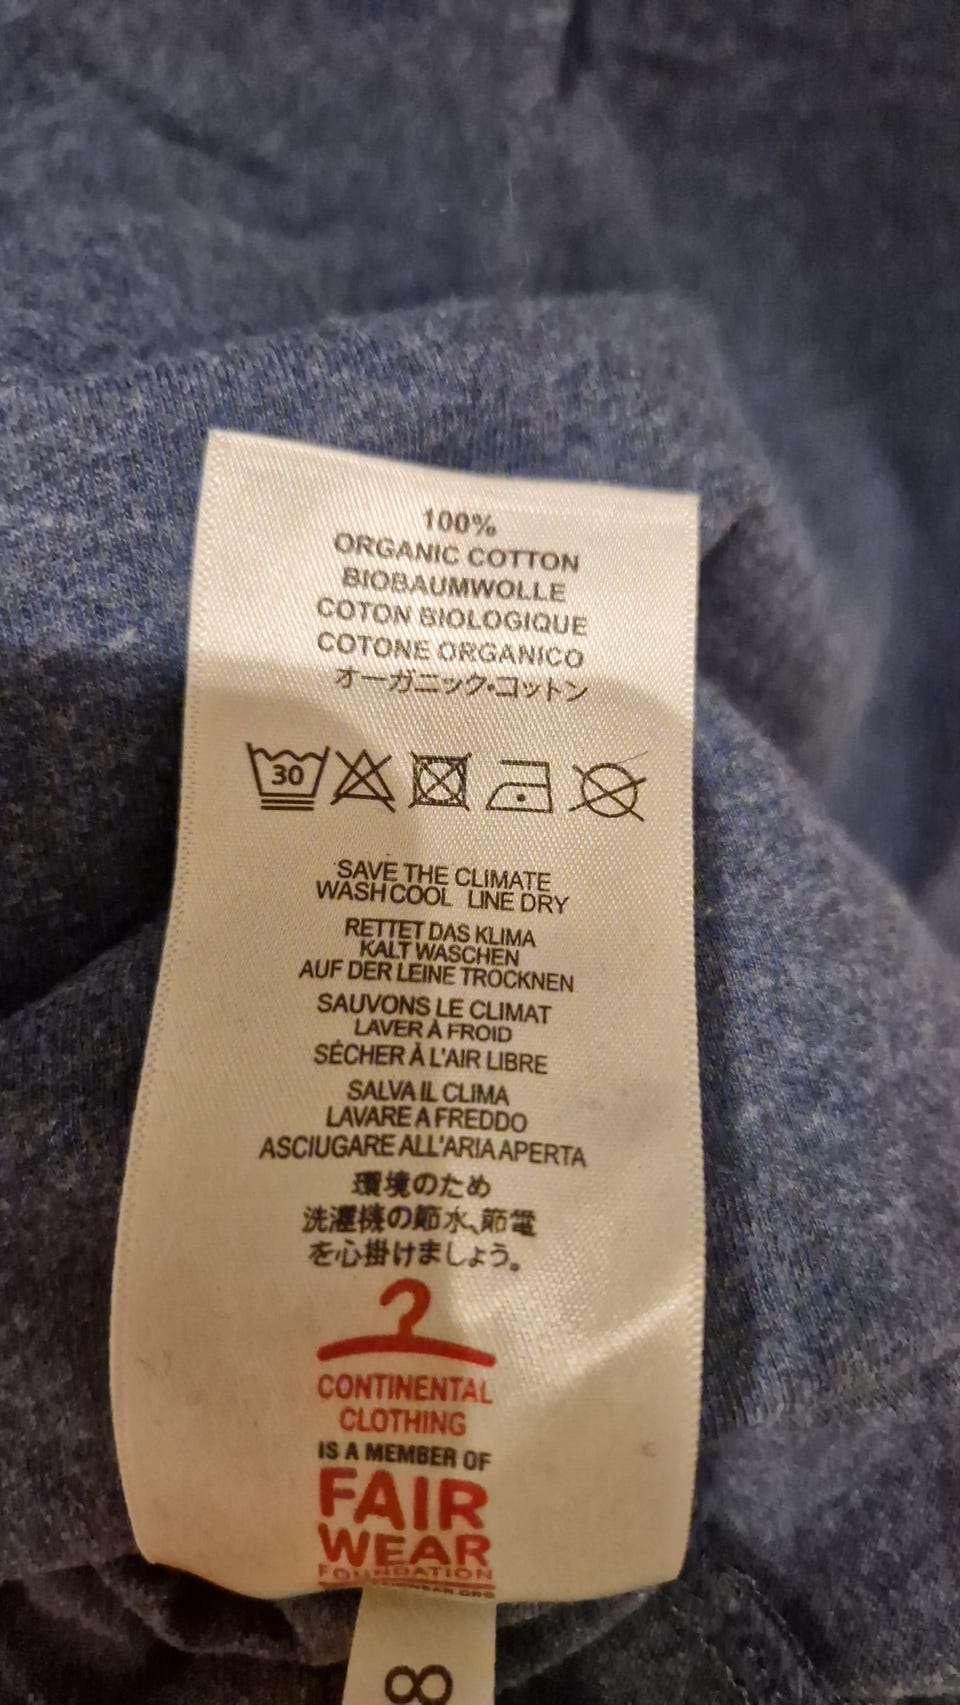 100%
ORGANIC COTTON
BIOBAUMWOLLE
COTON BIOLOGIQUE
COTONE ORGANICO
オーガニック・コットン
30
SAVE THE CLIMATE
WASH COOL LINE DRY
RETTET DAS KLIMA
KALT WASCHEN
AUF DER LEINE TROCKNEN
SAUVONS LE CLIMAT
LAVER À FROID
SÉCHER À L'AIR LIBRE
SALVA IL CLIMA
LAVARE A FREDDO
ASCIUGARE ALL'ARIA APERTA
環境のため
洗濯機の節水、節電
を心掛けましょう。
CONTINENTAL
CLOTHING
IS A MEMBER OF
FAIR
WEAR
FOUNDATION
8